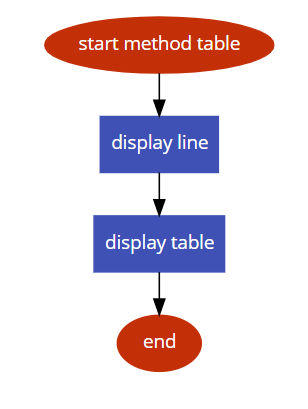 start method table
display line
display table
end